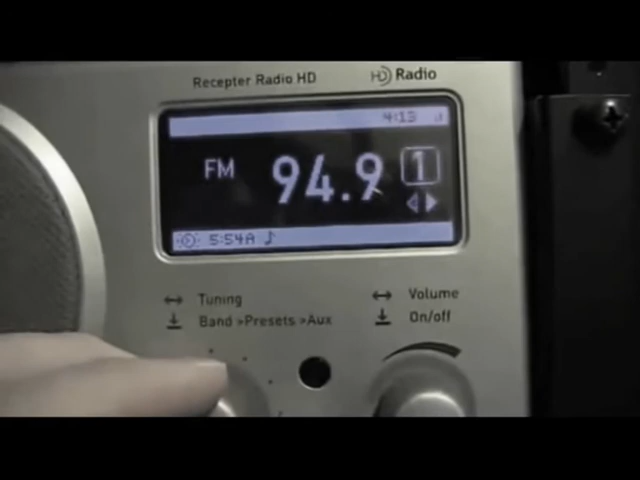 Recepter Radio HD
HD Radio
4:13
FM 94.9 1
5:54A
Tuning
Band >Presets >Aux
Volume
On/off